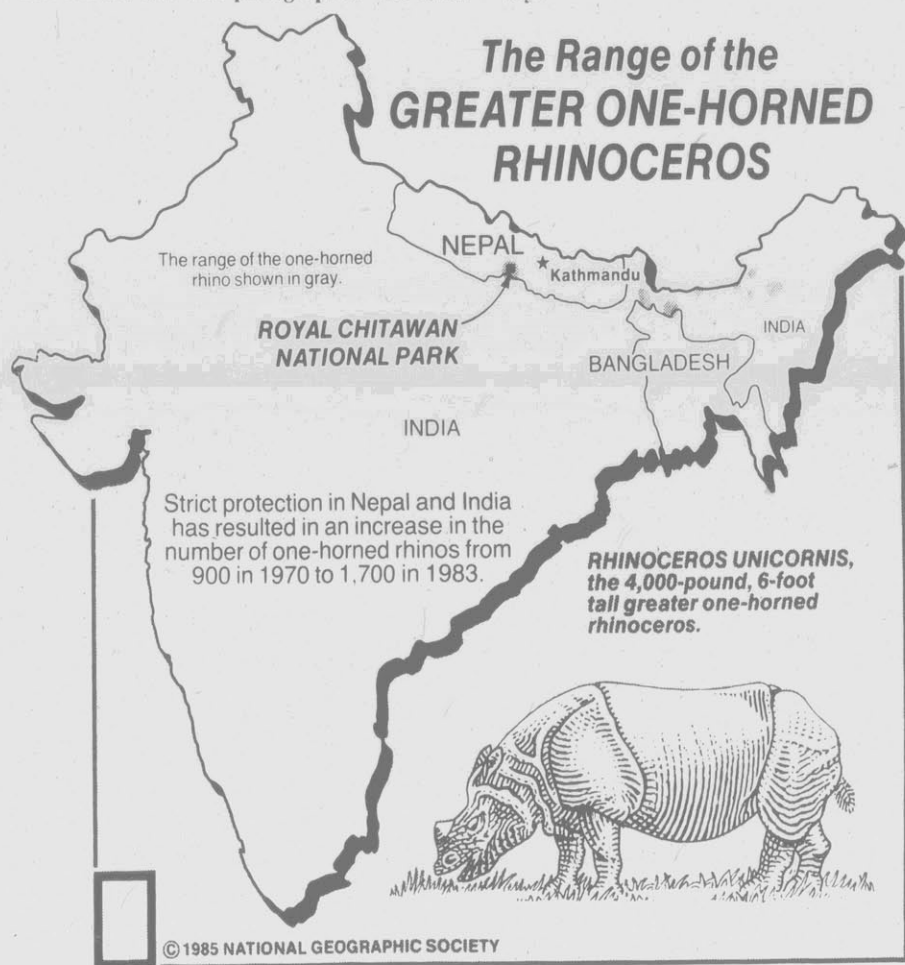 The Range of the
GREATER ONE-HORNED
RHINOCEROS
NEPAL
Kathmandu
The range of the one-horned
rhino shown in gray.
ROYAL CHITAWAN
NATIONAL PARK
INDIA
BANGLADESH
INDIA
Strict protection in Nepal and India
has resulted in an increase in the
number of one-horned rhinos from
900 in 1970 to 1,700 in 1983.
RHINOCEROS UNICORNIS,
the 4,000-pound, 6-foot
tall greater one-horned
rhinoceros.
© 1985 NATIONAL GEOGRAPHIC SOCIETY